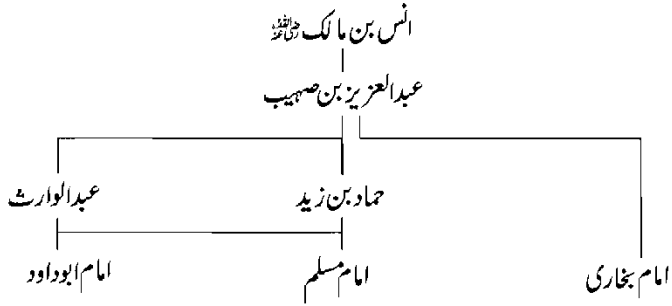 انس بن مالک رضی اللہ عنہ
عبدالعزیز بن صہیب
حماد بن زید عبدالوارث
امام بخاری امام مسلم امام ابوداود